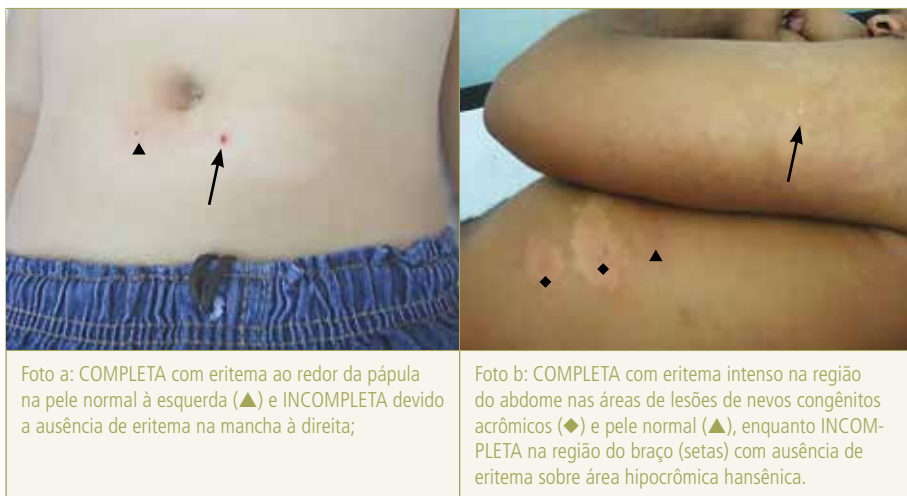 Foto a: COMPLETA com eritema ao redor da pápula
na pele normal à esquerda (▲) e INCOMPLETA devido
a ausência de eritema na mancha à direita;
Foto b: COMPLETA com eritema intenso na região
do abdome nas áreas de lesões de nevos congênitos
acrômicos (◆) e pele normal (▲), enquanto INCOM-
PLETA na região do braço (setas) com ausência de
eritema sobre área hipocrômica hansênica.